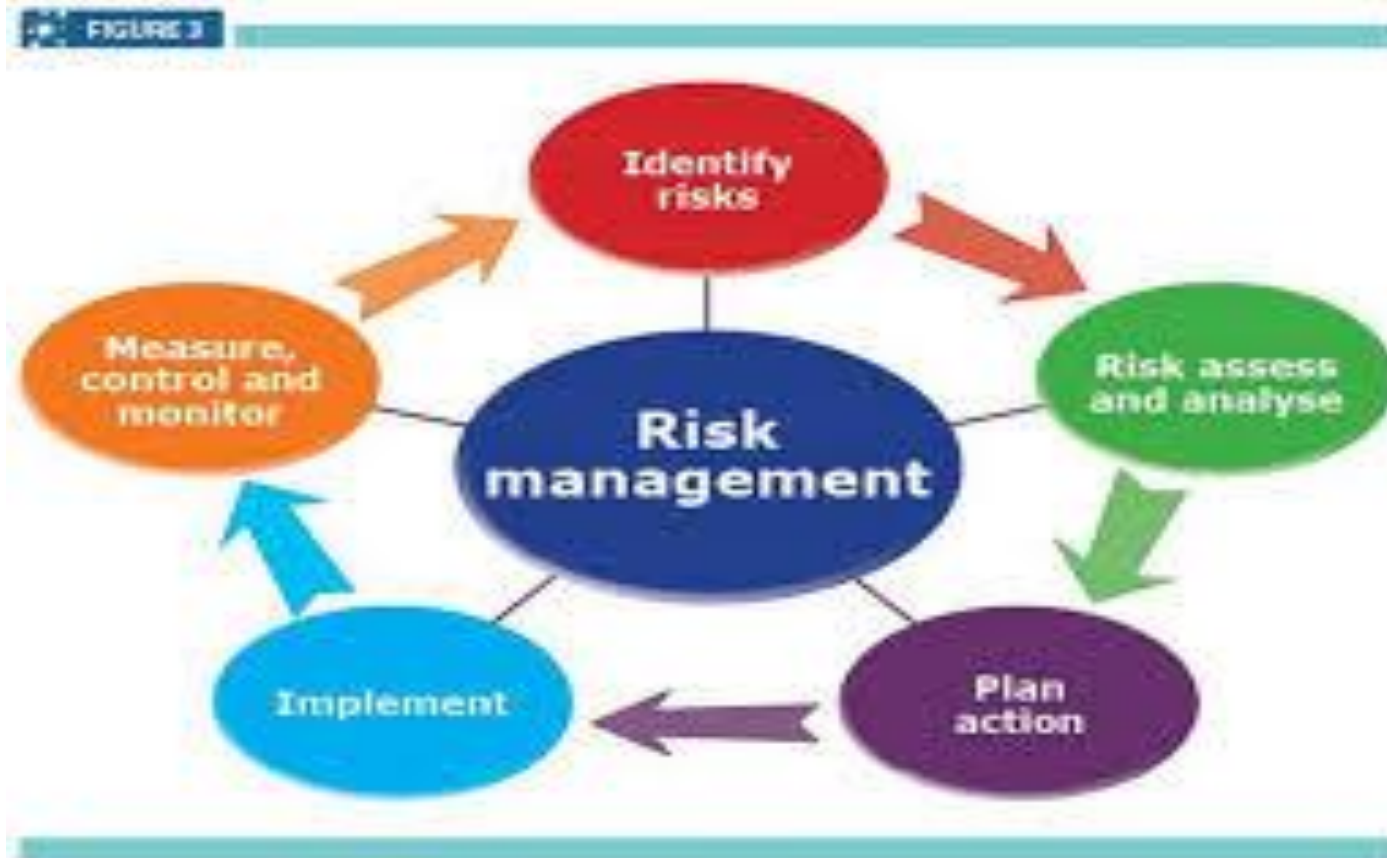 FIGURE 3
Identify
risks
Risk assess
and analyse
Plan
action
Implement
Measure,
control and
monitor
Risk
management